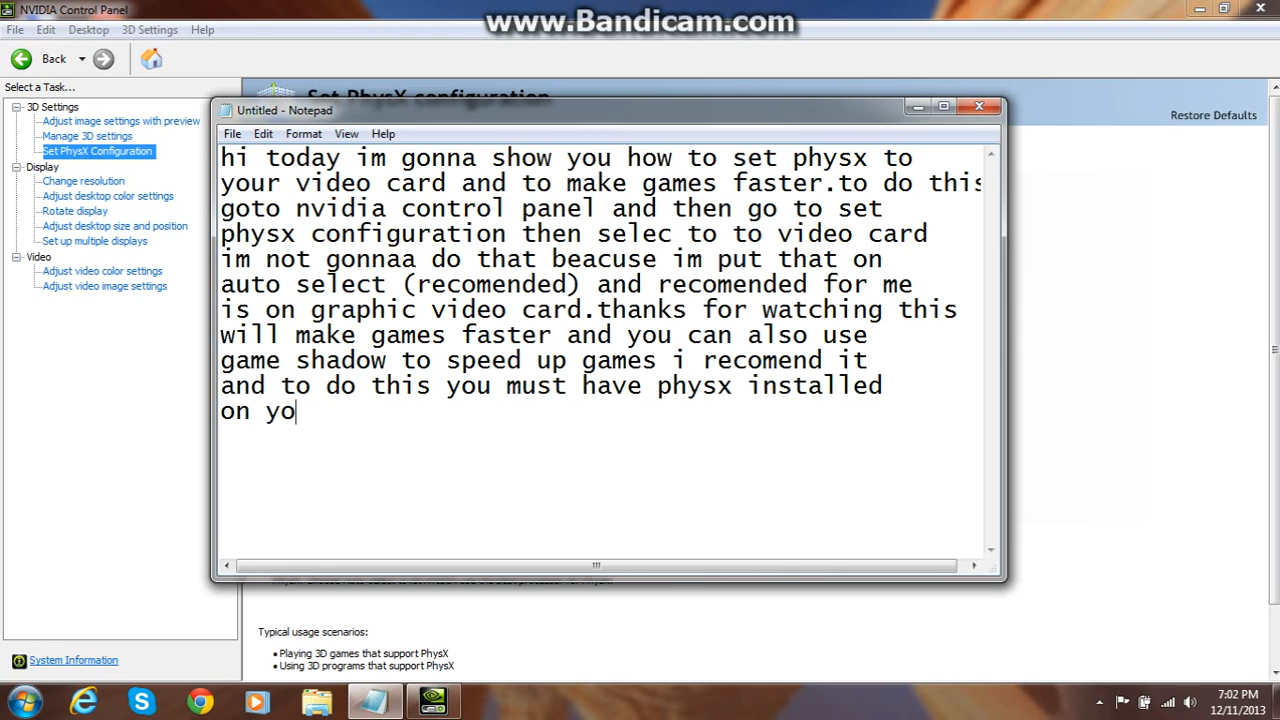 NVIDIA Control Panel
www.Bandicam.com
File Edit Desktop 3D Settings Help
Back
Select a Task...
3D Settings
Adjust image settings with preview
Manage 3D settings
Set PhysX Configuration
Display
Change resolution
Adjust desktop color settings
Rotate display
Adjust desktop size and position
Set up multiple displays
Video
Adjust video color settings
Adjust video image settings
System Information
Set PhysX configuration
Restore Defaults
Untitled - Notepad
File Edit Format View Help
hi today im gonna show you how to set physx to
your video card and to make games faster.to do this
goto nvidia control panel and then go to set
physx configuration then selec to to video card
im not gonnaa do that beacuse im put that on
auto select (recomended) and recomended for me
is on graphic video card.thanks for watching this
will make games faster and you can also use
game shadow to speed up games i recomend it
and to do this you must have physx installed
on yo
Typical usage scenarios:
• Playing 3D games that support PhysX
• Using 3D programs that support PhysX
7:02 PM
12/11/2013